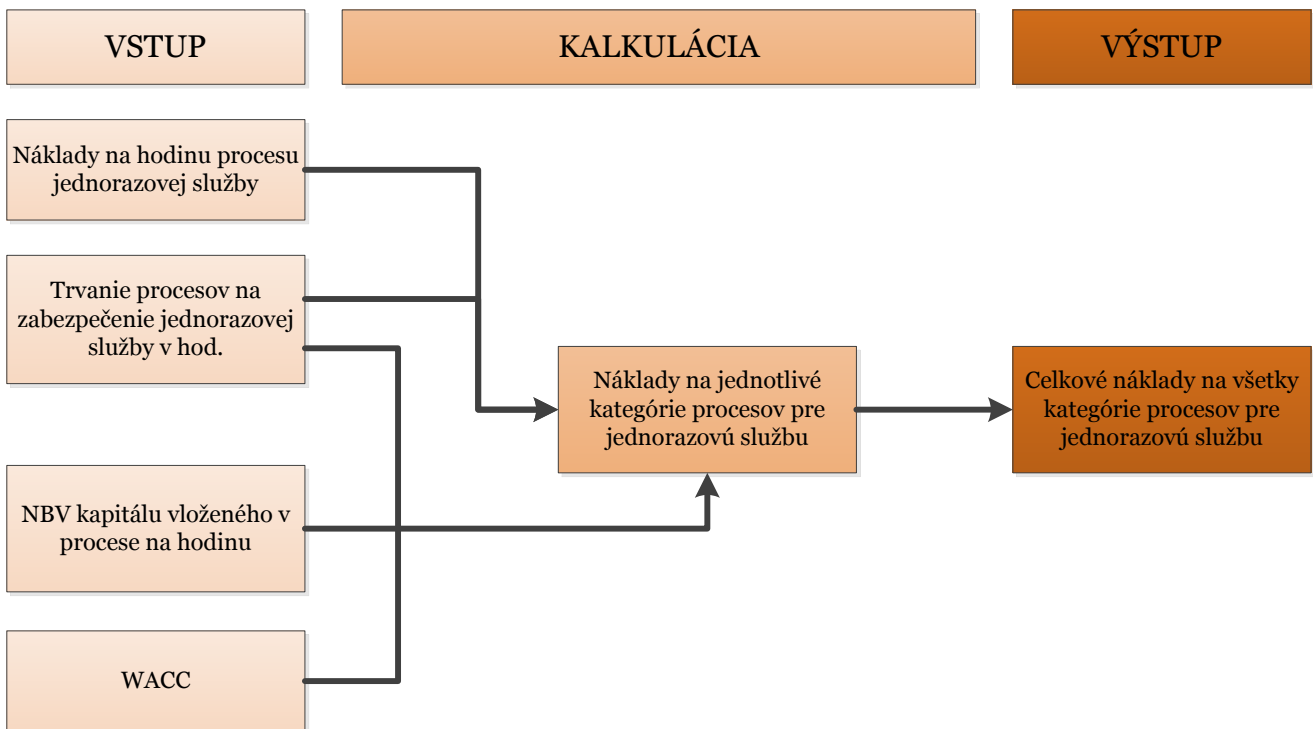 VSTUP
KALKULÁCIA
VÝSTUP
Náklady na hodinu procesu
jednorazovej služby
Trvanie procesov na
zabezpečenie jednorazovej
služby v hod.
NBV kapitálu vloženého v
procese na hodinu
WACC
Náklady na jednotlivé
kategórie procesov pre
jednorazovú službu
Celkové náklady na všetky
kategórie procesov pre
jednorazovú službu